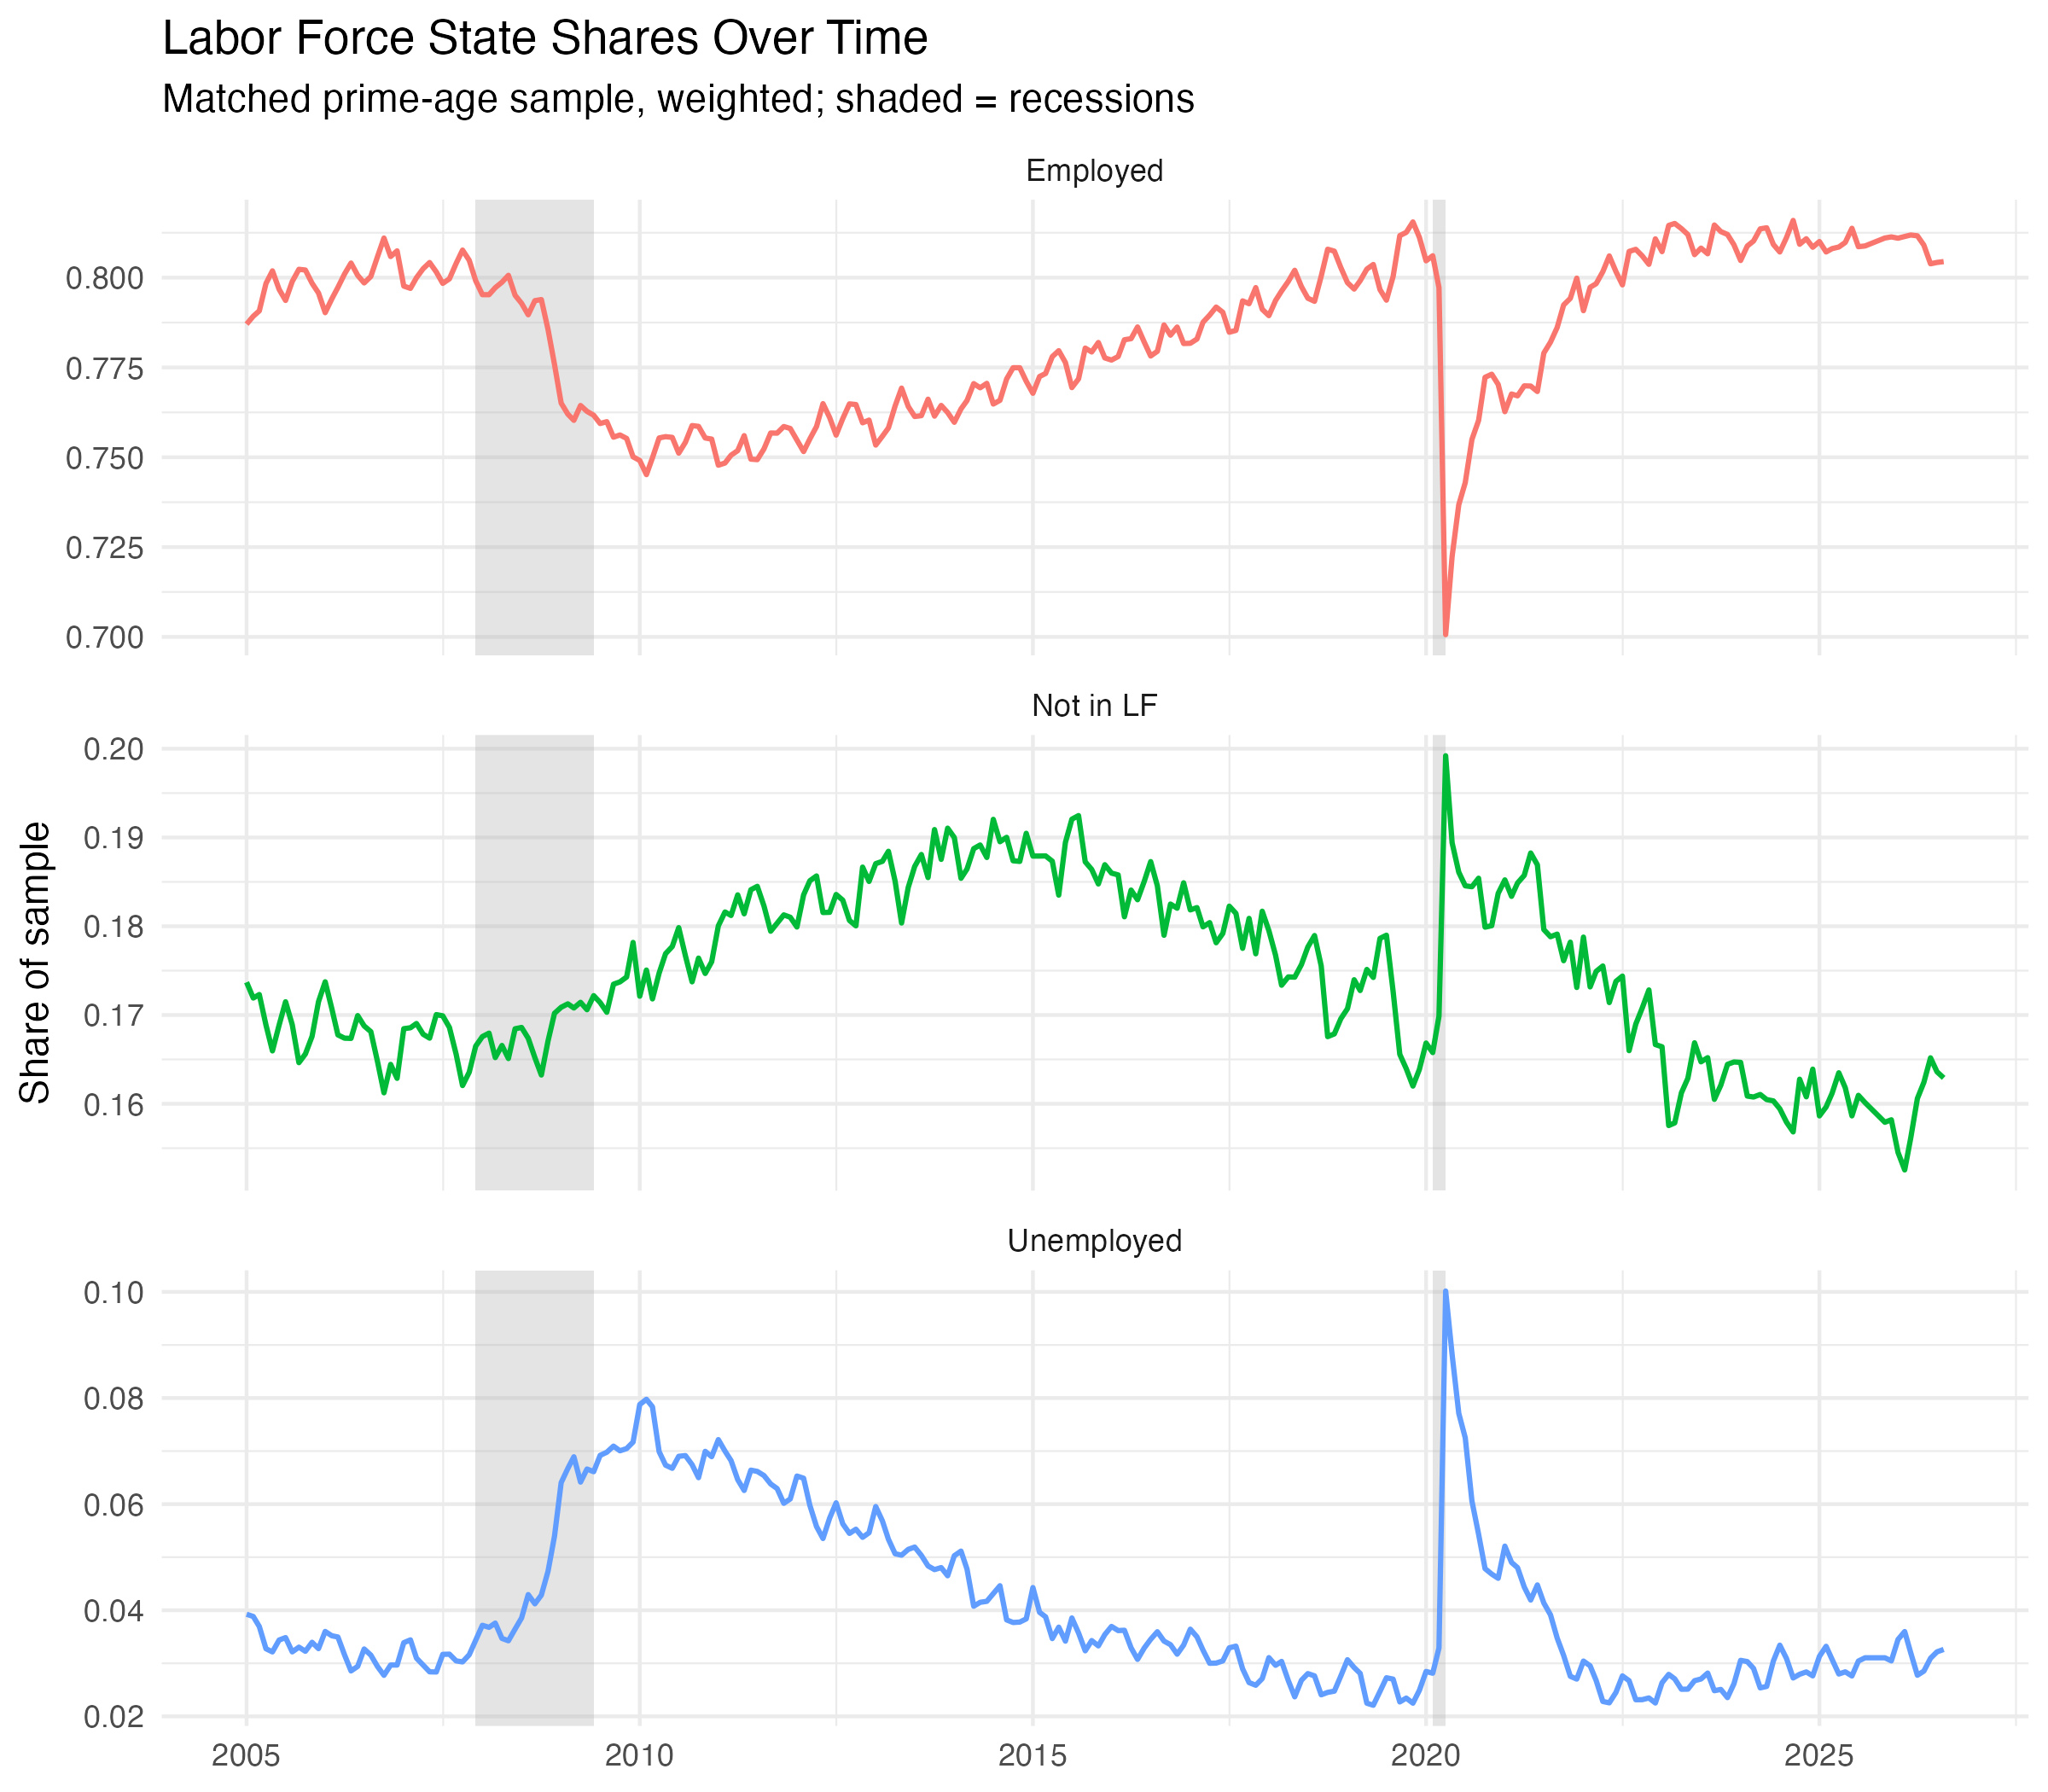 Labor Force State Shares Over Time
Matched prime-age sample, weighted; shaded = recessions
Employed
0.800
0.775
0.750
0.725
0.700
Not in LF
0.20
0.19
0.18
0.17
0.16
Share of sample
Unemployed
0.10
0.08
0.06
0.04
0.02
2005 2010 2015 2020 2025